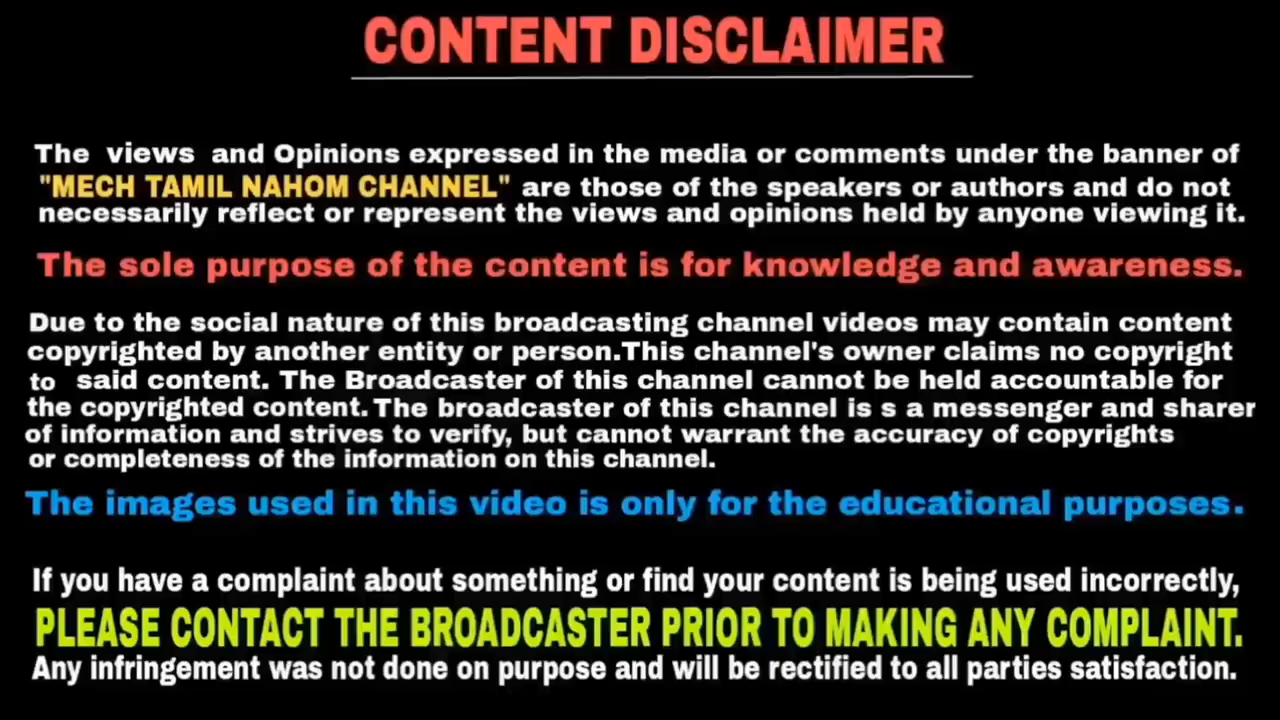 CONTENT DISCLAIMER
The views and Opinions expressed in the media or comments under the banner of
"MECH TAMIL NAHOM CHANNEL" are those of the speakers or authors and do not
necessarily reflect or represent the views and opinions held by anyone viewing it.
The sole purpose of the content is for knowledge and awareness.
Due to the social nature of this broadcasting channel videos may contain content
copyrighted by another entity or person.This channel's owner claims no copyright
to said content. The Broadcaster of this channel cannot be held accountable for
the copyrighted content. The broadcaster of this channel is s a messenger and sharer
of information and strives to verify, but cannot warrant the accuracy of copyrights
or completeness of the information on this channel.
The images used in this video is only for the educational purposes.
If you have a complaint about something or find your content is being used incorrectly,
PLEASE CONTACT THE BROADCASTER PRIOR TO MAKING ANY COMPLAINT.
Any infringement was not done on purpose and will be rectified to all parties satisfaction.